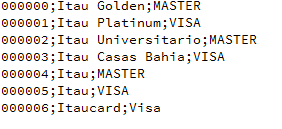 000000;Itau Golden;MASTER
000001;Itau Platinum;VISA
000002;Itau Universitario;MASTER
000003;Itau Casas Bahia;VISA
000004;Itau;MASTER
000005;Itau;VISA
000006;Itaucard;Visa